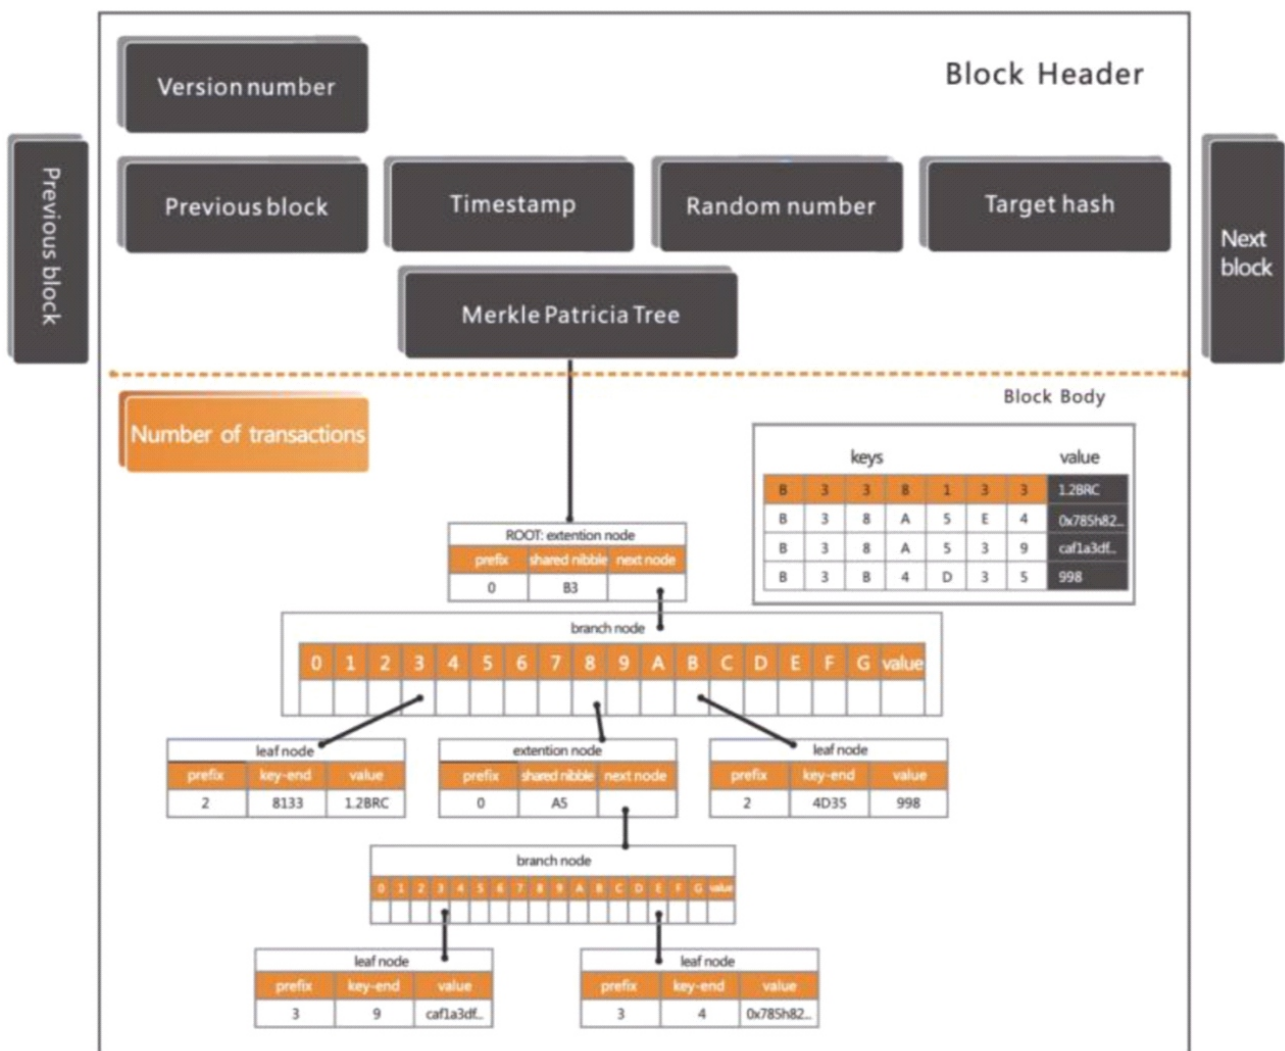 Block Header
Version number
Previous block
Previous block
Timestamp
Random number
Target hash
Next
block
Merkle Patricia Tree
Block Body
Number of transactions
keys value
B 3 3 8 1 3 3 1.2BRC
B 3 8 A 5 E 4 0x785h82...
B 3 8 A 5 3 9 caf1a3df...
B 3 B 4 D 3 5 998
ROOT: extention node
prefix shared nibble next node
0 B3
branch node
0 1 2 3 4 5 6 7 8 9 A B C D E F G value
leaf node
prefix key-end value
2 8133 1.2BRC
extention node
prefix shared nibble next node
0 A5
leaf node
prefix key-end value
2 4D35 998
branch node
0 1 2 3 4 5 6 7 8 9 A B C D E F G value
leaf node
prefix key-end value
3 9 caf1a3df...
leaf node
prefix key-end value
3 4 0x785h82...